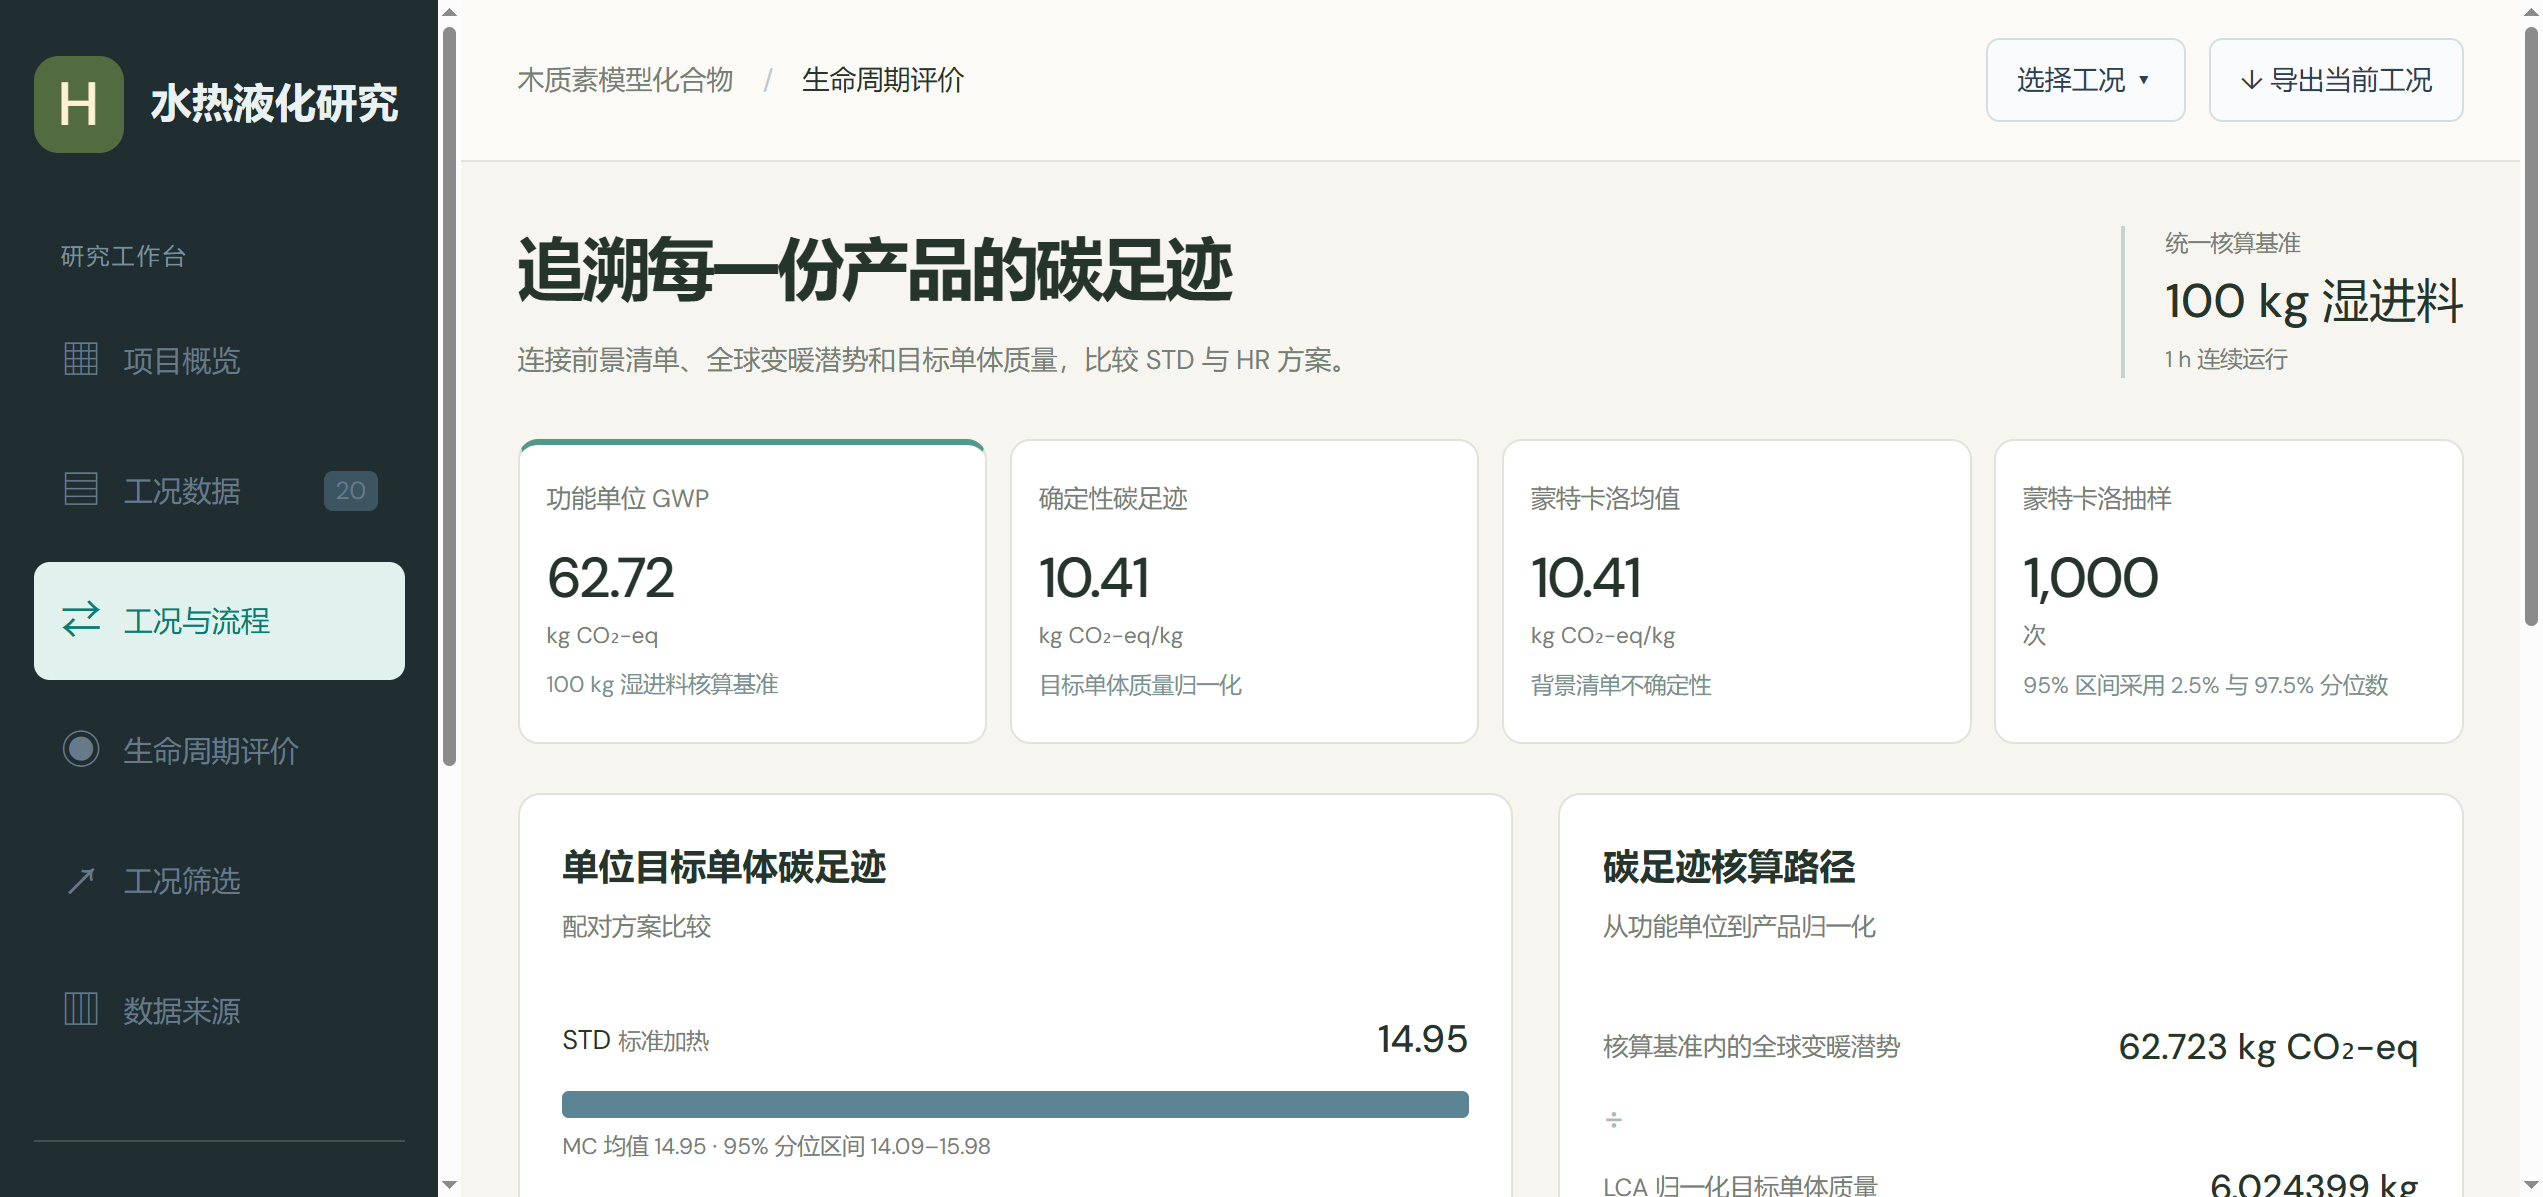 H 水热液化研究
研究工作台
项目概览
工况数据 20
工况与流程
生命周期评价
工况筛选
数据来源
木质素模型化合物 / 生命周期评价
选择工况 ▾
↓ 导出当前工况
追溯每一份产品的碳足迹
连接前景清单、全球变暖潜势和目标单体质量，比较 STD 与 HR 方案。
统一核算基准
100 kg 湿进料
1 h 连续运行
功能单位 GWP
62.72
kg CO₂-eq
100 kg 湿进料核算基准
确定性碳足迹
10.41
kg CO₂-eq/kg
目标单体质量归一化
蒙特卡洛均值
10.41
kg CO₂-eq/kg
背景清单不确定性
蒙特卡洛抽样
1,000
次
95% 区间采用 2.5% 与 97.5% 分位数
单位目标单体碳足迹
配对方案比较
STD 标准加热 14.95
MC 均值 14.95 · 95% 分位区间 14.09–15.98
碳足迹核算路径
从功能单位到产品归一化
核算基准内的全球变暖潜势 62.723 kg CO₂-eq
÷
LCA 归一化目标单体质量 6.024399 kg